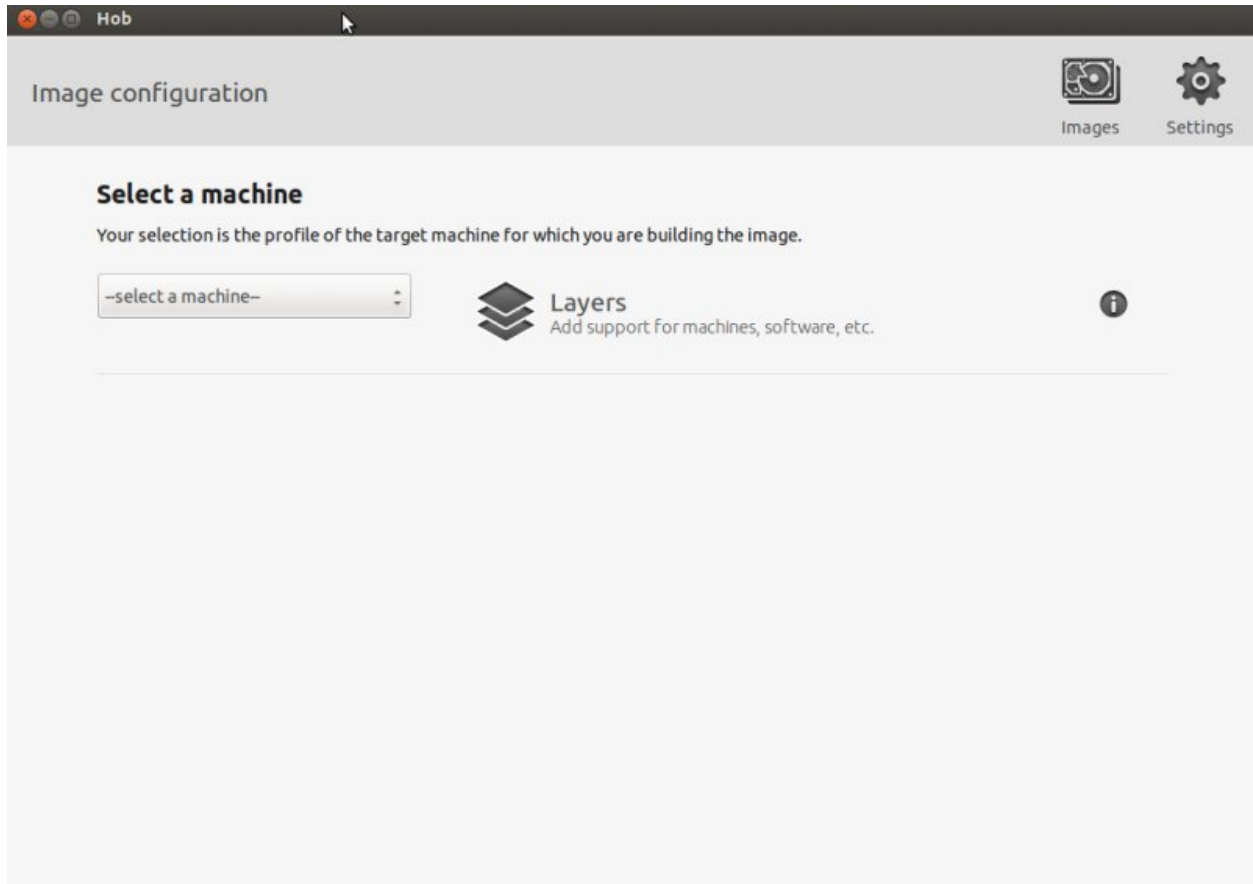 Hob
Image configuration
Images
Settings
Select a machine
Your selection is the profile of the target machine for which you are building the image.
--select a machine--
Layers
Add support for machines, software, etc.